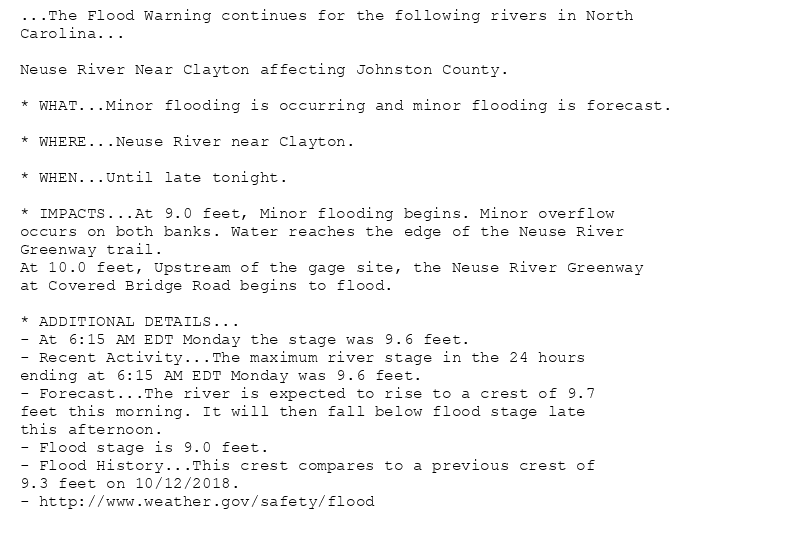 ...The Flood Warning continues for the following rivers in North
Carolina...
Neuse River Near Clayton affecting Johnston County.
* WHAT...Minor flooding is occurring and minor flooding is forecast.
* WHERE...Neuse River near Clayton.
* WHEN...Until late tonight.
* IMPACTS...At 9.0 feet, Minor flooding begins. Minor overflow
occurs on both banks. Water reaches the edge of the Neuse River
Greenway trail.
At 10.0 feet, Upstream of the gage site, the Neuse River Greenway
at Covered Bridge Road begins to flood.
* ADDITIONAL DETAILS...
- At 6:15 AM EDT Monday the stage was 9.6 feet.
- Recent Activity...The maximum river stage in the 24 hours
ending at 6:15 AM EDT Monday was 9.6 feet.
- Forecast...The river is expected to rise to a crest of 9.7
feet this morning. It will then fall below flood stage late
this afternoon.
- Flood stage is 9.0 feet.
- Flood History...This crest compares to a previous crest of
9.3 feet on 10/12/2018.
- http://www.weather.gov/safety/flood